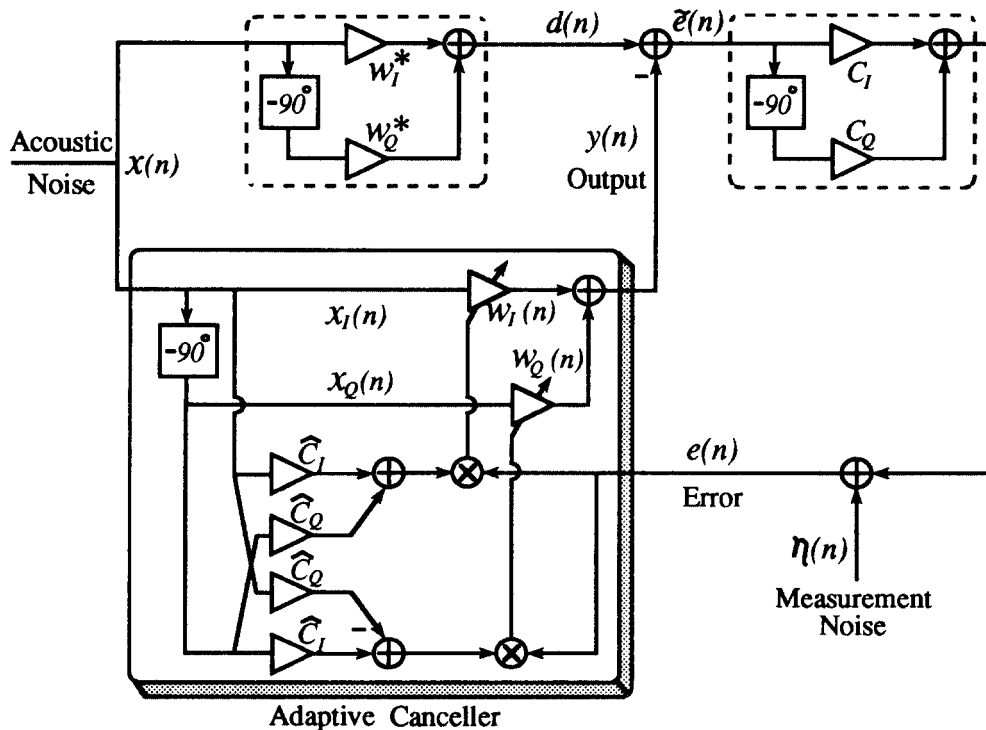 d(n)
ẽ(n)
w_I*
C_I
-90°
-90°
w_Q*
C_Q
Acoustic
Noise
x(n)
y(n)
Output
x_I(n)
w_I(n)
-90°
w_Q(n)
x_Q(n)
Ĉ_I
e(n)
Error
Ĉ_Q
η(n)
Ĉ_Q
Measurement
Noise
Ĉ_I
Adaptive Canceller